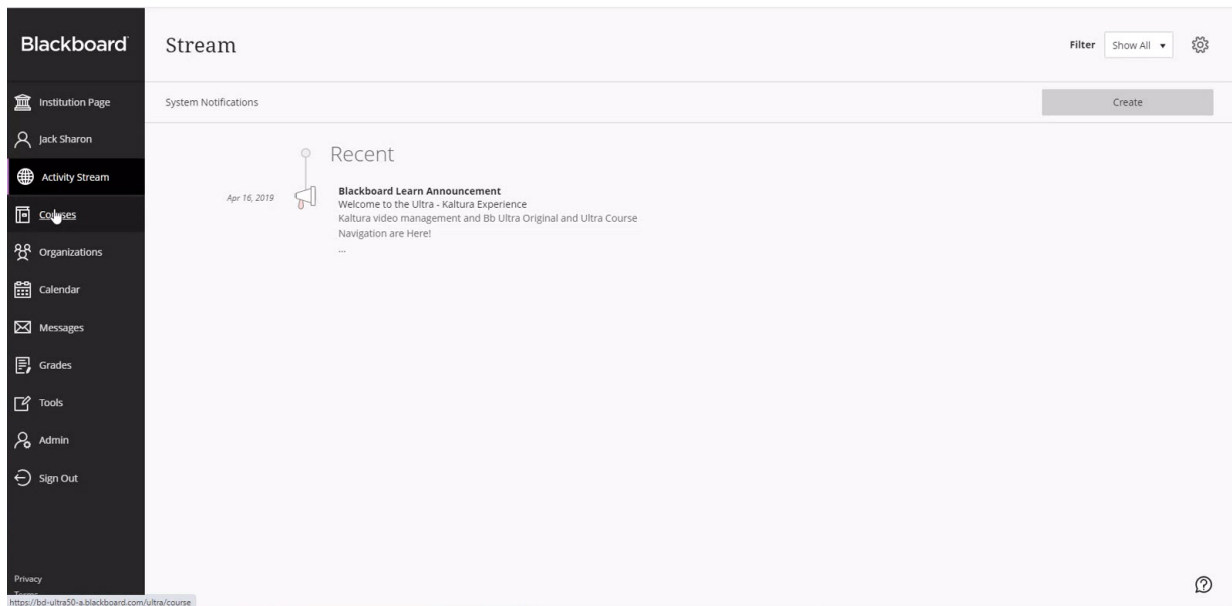 Blackboard
Institution Page
Jack Sharon
Activity Stream
Courses
Organizations
Calendar
Messages
Grades
Tools
Admin
Sign Out
Privacy
Terms
https://bd-ultra50-a.blackboard.com/ultra/course
Stream
Filter Show All
System Notifications
Create
Recent
Apr 16, 2019
Blackboard Learn Announcement
Welcome to the Ultra - Kaltura Experience
Kaltura video management and Bb Ultra Original and Ultra Course
Navigation are Here!
...